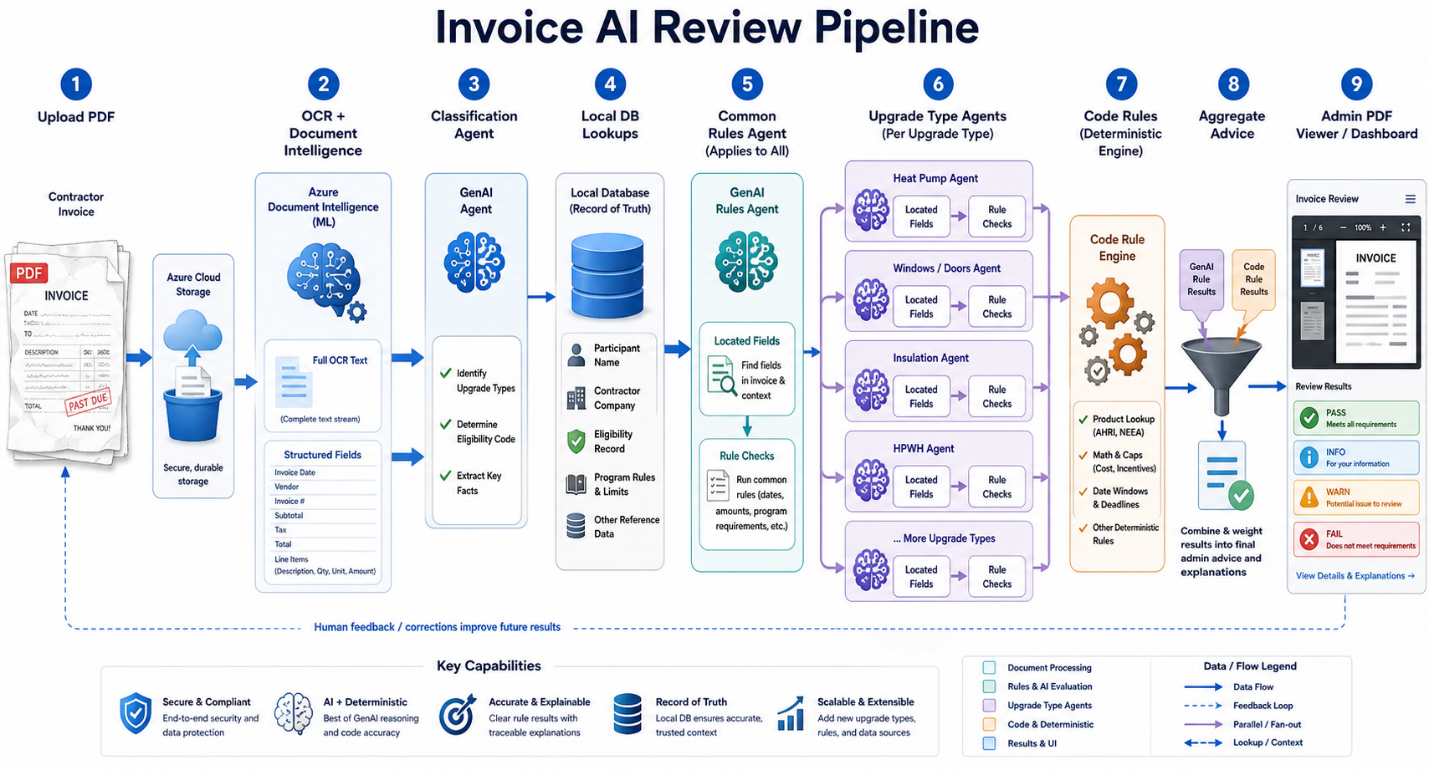 Invoice AI Review Pipeline
1
Upload PDF
Contractor
Invoice
PDF
INVOICE
DATE
TO
DESCRIPTION
TOTAL
PAST DUE
THANK YOU!
Azure Cloud
Storage
Secure, durable
storage
2
OCR +
Document
Intelligence
Azure
Document Intelligence
(ML)
Full OCR Text
(Complete text stream)
Structured Fields
Invoice Date
Vendor
Invoice #
Subtotal
Tax
Total
Line Items
(Description, Qty, Unit, Amount)
3
Classification
Agent
GenAI
Agent
Identify
Upgrade Types
Determine
Eligibility Code
Extract Key
Facts
4
Local DB
Lookups
Local Database
(Record of Truth)
Participant
Name
Contractor
Company
Eligibility
Record
Program Rules
& Limits
Other Reference
Data
5
Common
Rules Agent
(Applies to All)
GenAI
Rules Agent
Located Fields
Find fields
in invoice &
context
Rule Checks
Run common
rules (dates,
amounts, program
requirements, etc.)
6
Upgrade Type Agents
(Per Upgrade Type)
Heat Pump Agent
Located
Fields
Rule
Checks
Windows / Doors Agent
Located
Fields
Rule
Checks
Insulation Agent
Located
Fields
Rule
Checks
HPWH Agent
Located
Fields
Rule
Checks
... More Upgrade Types
Located
Fields
Rule
Checks
7
Code Rules
(Deterministic
Engine)
Code Rule
Engine
Product Lookup
(AHRI, NEEA)
Math & Caps
(Cost, Incentives)
Date Windows
& Deadlines
Other Deterministic
Rules
8
Aggregate
Advice
GenAI
Rule
Results
Code
Rule
Results
Combine & weight
results into final
admin advice and
explanations
9
Admin PDF
Viewer / Dashboard
Invoice Review
1 / 6 − 100% +
INVOICE
Review Results
PASS
Meets all requirements
INFO
For your information
WARN
Potential issue to review
FAIL
Does not meet requirements
View Details & Explanations →
Human feedback / corrections improve future results
Key Capabilities
Secure & Compliant
End-to-end security and
data protection
AI + Deterministic
Best of GenAI reasoning
and code accuracy
Accurate & Explainable
Clear rule results with
traceable explanations
Record of Truth
Local DB ensures accurate,
trusted context
Scalable & Extensible
Add new upgrade types,
rules, and data sources
Document Processing
Rules & AI Evaluation
Upgrade Type Agents
Code & Deterministic
Results & UI
Data / Flow Legend
Data Flow
Feedback Loop
Parallel / Fan-out
Lookup / Context